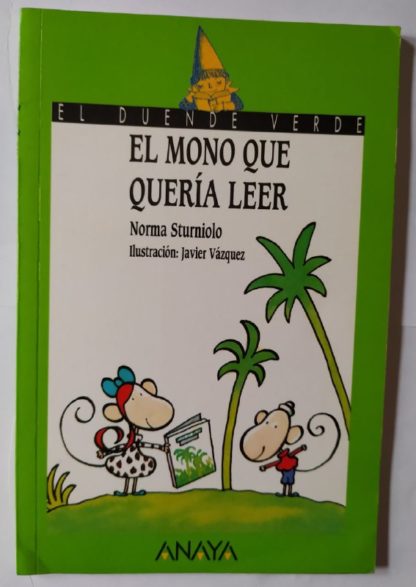 EL DUENDE VERDE
EL MONO QUE
QUERÍA LEER
Norma Sturniolo
Ilustración: Javier Vázquez
ANAYA